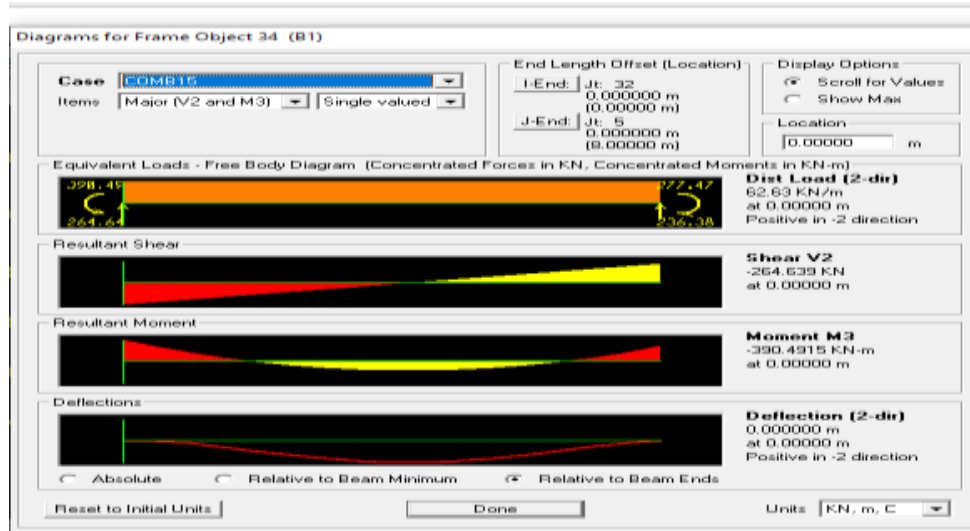 Diagrams for Frame Object 34 (B1)
Case COMB15
Items Major (V2 and M3) Single valued
End Length Offset (Location)
I-End: Jt: 32
0.000000 m
(0.00000 m)
J-End: Jt: 5
0.000000 m
(8.00000 m)
Display Options
Scroll for Values
Show Max
Location
0.00000 m
Equivalent Loads - Free Body Diagram (Concentrated Forces in KN, Concentrated Moments in KN-m)
390.49 277.47
264.64 236.38
Dist Load (2-dir)
62.63 KN/m
at 0.00000 m
Positive in -2 direction
Resultant Shear
Shear V2
-264.639 KN
at 0.00000 m
Resultant Moment
Moment M3
-390.4915 KN-m
at 0.00000 m
Deflections
Deflection (2-dir)
0.000000 m
at 0.00000 m
Positive in -2 direction
Absolute Relative to Beam Minimum Relative to Beam Ends
Reset to Initial Units Done Units KN, m, C